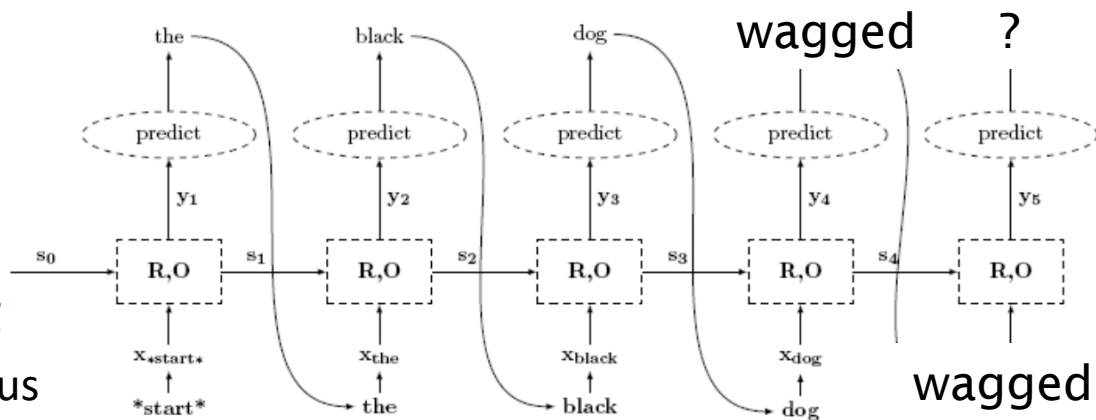 the black dog wagged ?
predict predict predict predict predict
y1 y2 y3 y4 y5
s0 R,O s1 R,O s2 R,O s3 R,O s4 R,O
x*start* xthe xblack xdog
us *start* the black dog wagged